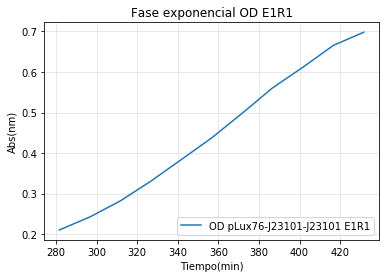 Fase exponencial OD E1R1
Abs(nm)
0.7
0.6
0.5
0.4
0.3
0.2
OD pLux76-J23101-J23101 E1R1
280 300 320 340 360 380 400 420
Tiempo(min)